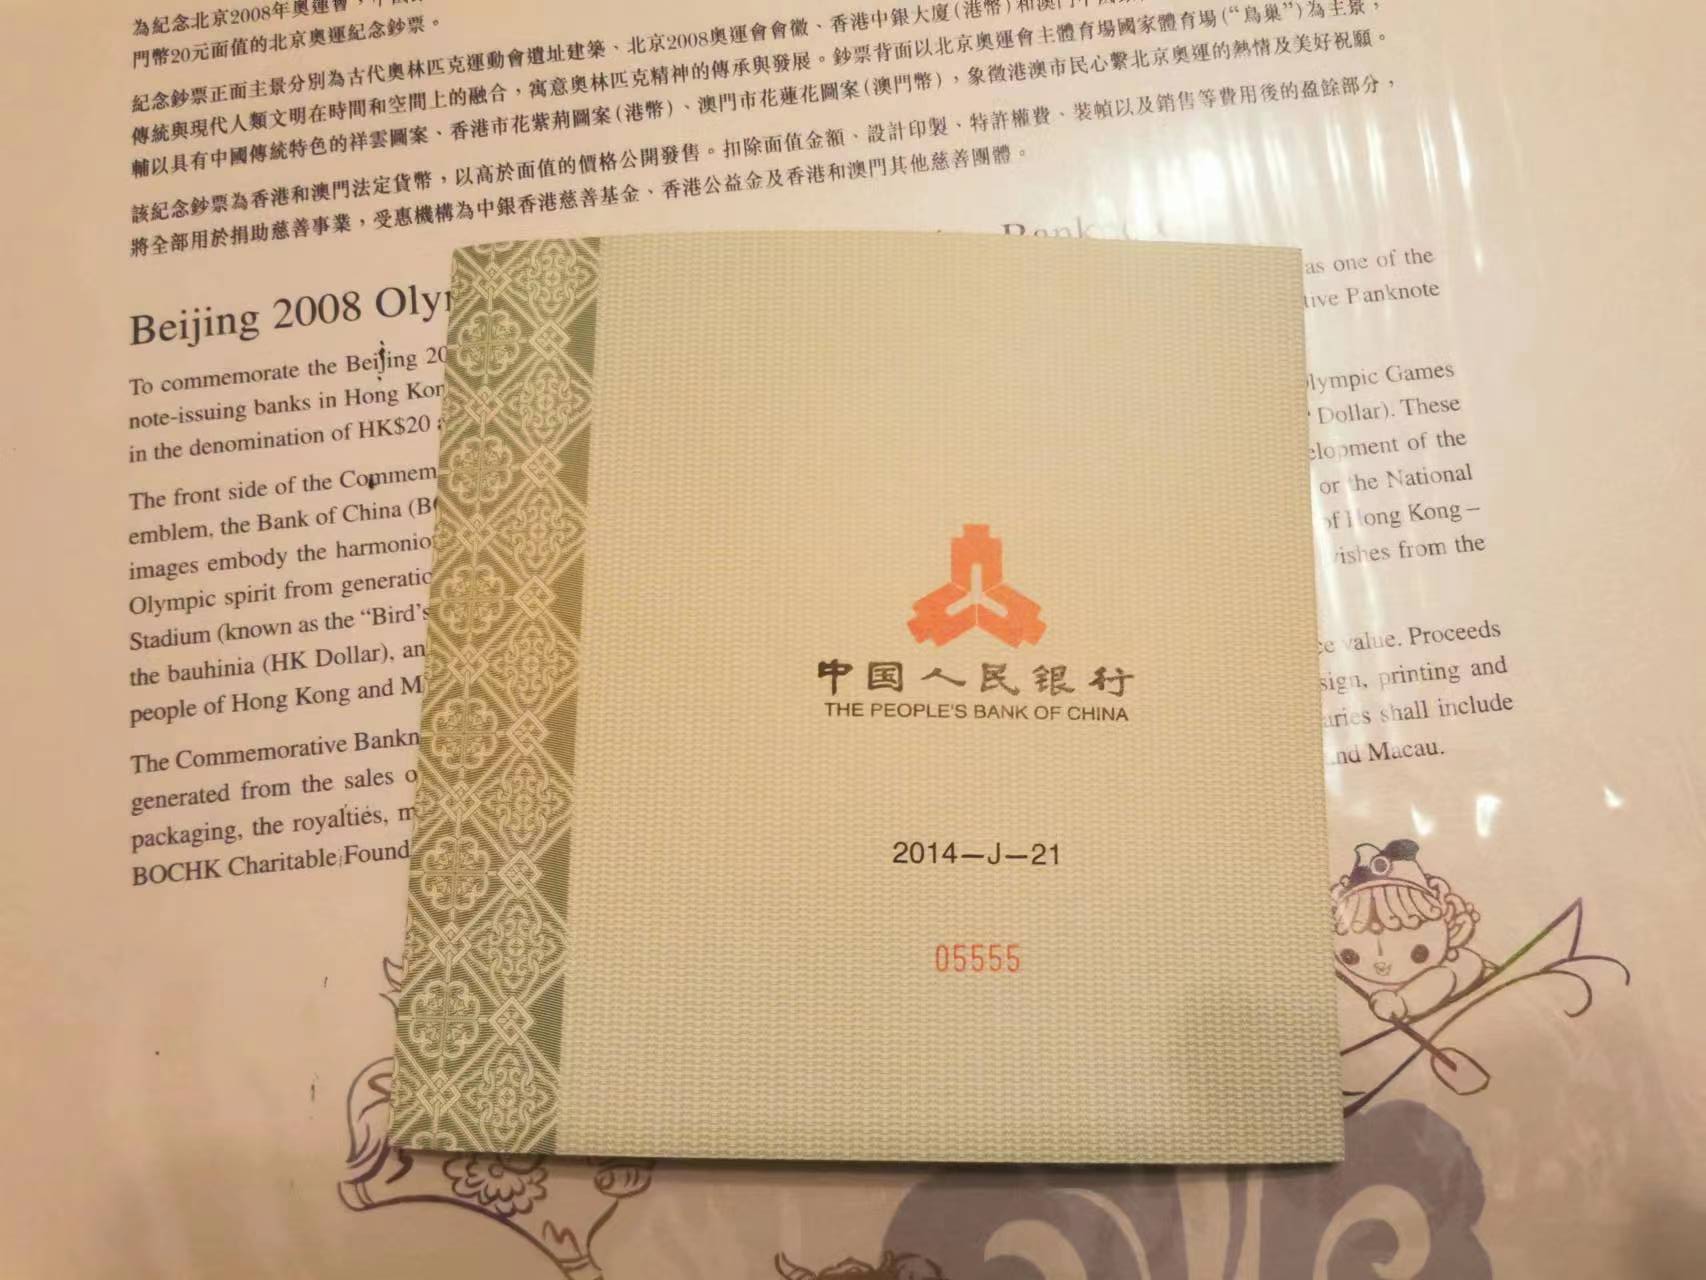 為紀念北京2008年奧運會，中國
門幣20元面值的北京奧運紀念鈔票。
紀念鈔票正面主景分別為古代奧林匹克運動會遺址建築、北京2008奧運會會徽、香港中銀大廈(港幣)和澳門中國
傳統與現代人類文明在時間和空間上的融合，寓意奧林匹克精神的傳承與發展。鈔票背面以北京奧運會主體育場國家體育場(“鳥巢”)為主景，
輔以具有中國傳統特色的祥雲圖案、香港市花紫荊圖案(港幣)、澳門市花蓮花圖案(澳門幣)，象徵港澳市民心繫北京奧運的熱情及美好祝願。
該紀念鈔票為香港和澳門法定貨幣，以高於面值的價格公開發售。扣除面值金額、設計印製、特許權費、裝幀以及銷售等費用後的盈餘部分，
將全部用於捐助慈善事業，受惠機構為中銀香港慈善基金、香港公益金及香港和澳門其他慈善團體。
Beijing 2008 Oly
To commemorate the Beijing 20 as one of the
note-issuing banks in Hong Kon tive Banknote
in the denomination of HK$20
The front side of the Commem lympic Games
emblem, the Bank of China (B Dollar). These
images embody the harmonio elopment of the
Olympic spirit from generatio or the National
Stadium (known as the “Bird’s of Hong Kong –
the bauhinia (HK Dollar), an vishes from the
people of Hong Kong and M
The Commemorative Bankn ce value. Proceeds
generated from the sales o sign, printing and
packaging, the royalties, m aries shall include
BOCHK Charitable Found nd Macau.
中国人民银行
THE PEOPLE'S BANK OF CHINA
2014－J－21
05555